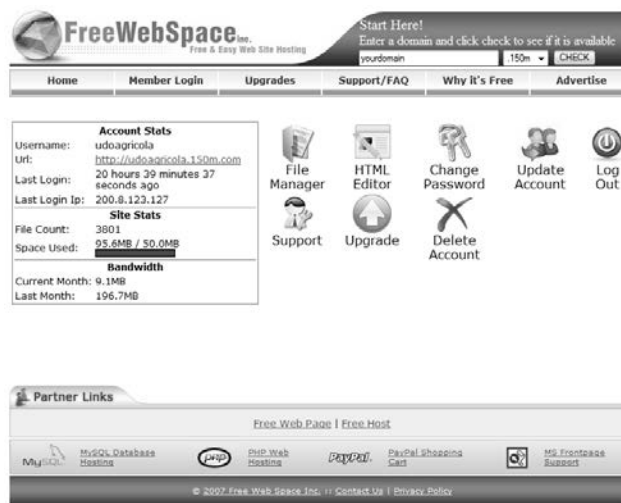 FreeWebSpace Inc.
Free & Easy Web Site Hosting
Start Here!
Enter a domain and click check to see if it is available
yourdomain .150m CHECK
Home Member Login Upgrades Support/FAQ Why it's Free Advertise
Account Stats
Username: udoagricola
Url: http://udoagricola.150m.com
Last Login: 20 hours 39 minutes 37
seconds ago
Last Login Ip: 200.8.123.127
Site Stats
File Count: 3801
Space Used: 95.6MB / 50.0MB
Bandwidth
Current Month: 9.1MB
Last Month: 196.7MB
File
Manager
HTML
Editor
Change
Password
Update
Account
Log
Out
Support
Upgrade
Delete
Account
Partner Links
Free Web Page | Free Host
MySQL
MySQL Database
Hosting
php
PHP Web
Hosting
PayPal
PayPal Shopping
Cart
MS Frontpage
Support
© 2007 Free Web Space Inc. :: Contact Us | Privacy Policy